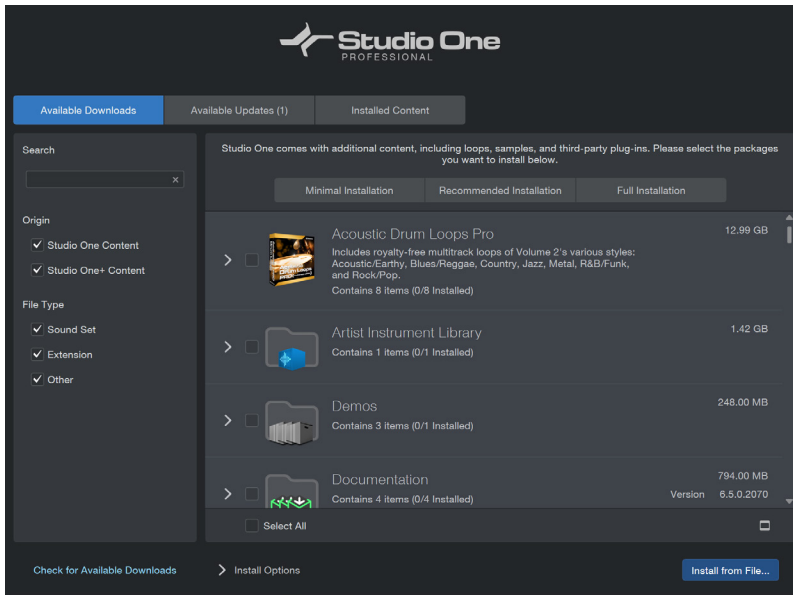 Studio One
PROFESSIONAL
Available Downloads
Available Updates (1)
Installed Content
Search
Origin
Studio One Content
Studio One+ Content
File Type
Sound Set
Extension
Other
Studio One comes with additional content, including loops, samples, and third-party plug-ins. Please select the packages
you want to install below.
Minimal Installation
Recommended Installation
Full Installation
Acoustic Drum Loops Pro
12.99 GB
Includes royalty-free multitrack loops of Volume 2's various styles:
Acoustic/Earthy, Blues/Reggae, Country, Jazz, Metal, R&B/Funk,
and Rock/Pop.
Contains 8 items (0/8 Installed)
Artist Instrument Library
1.42 GB
Contains 1 items (0/1 Installed)
Demos
248.00 MB
Contains 3 items (0/1 Installed)
Documentation
794.00 MB
Contains 4 items (0/4 Installed)
Version 6.5.0.2070
Select All
Check for Available Downloads
Install Options
Install from File...